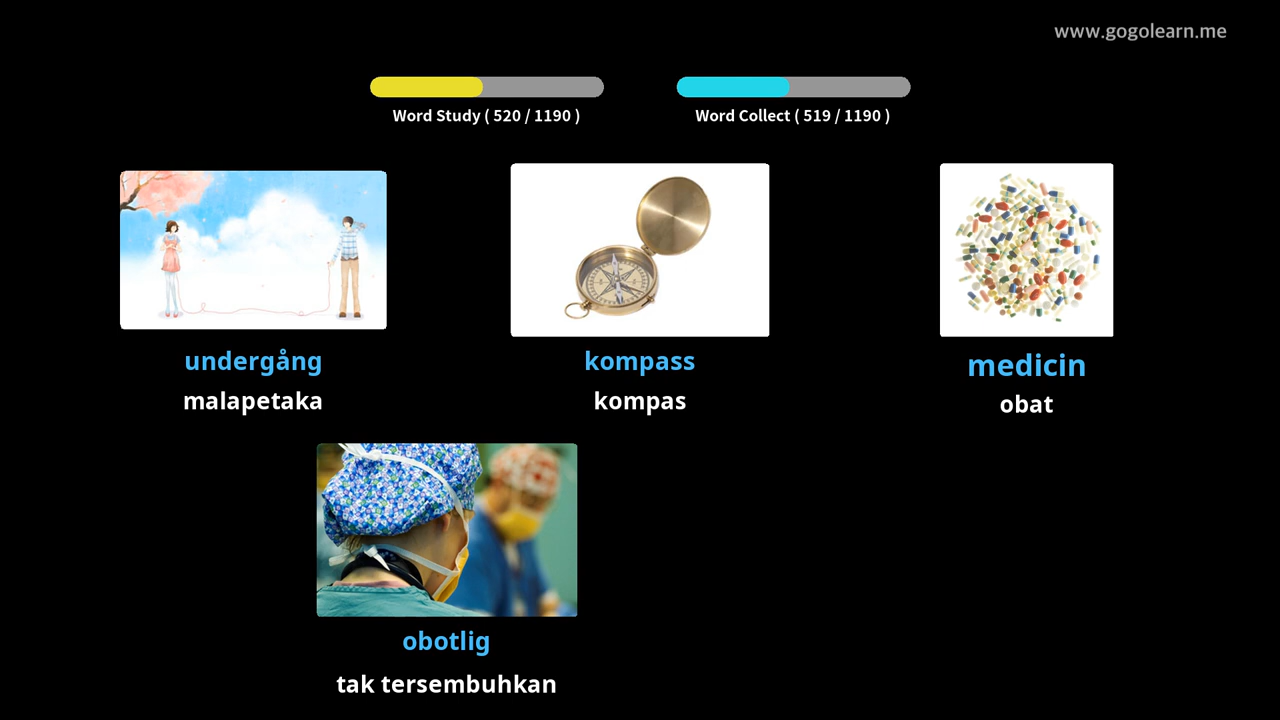 www.gogolearn.me
Word Study ( 520 / 1190 )
Word Collect ( 519 / 1190 )
undergång
malapetaka
kompass
kompas
medicin
obat
obotlig
tak tersembuhkan